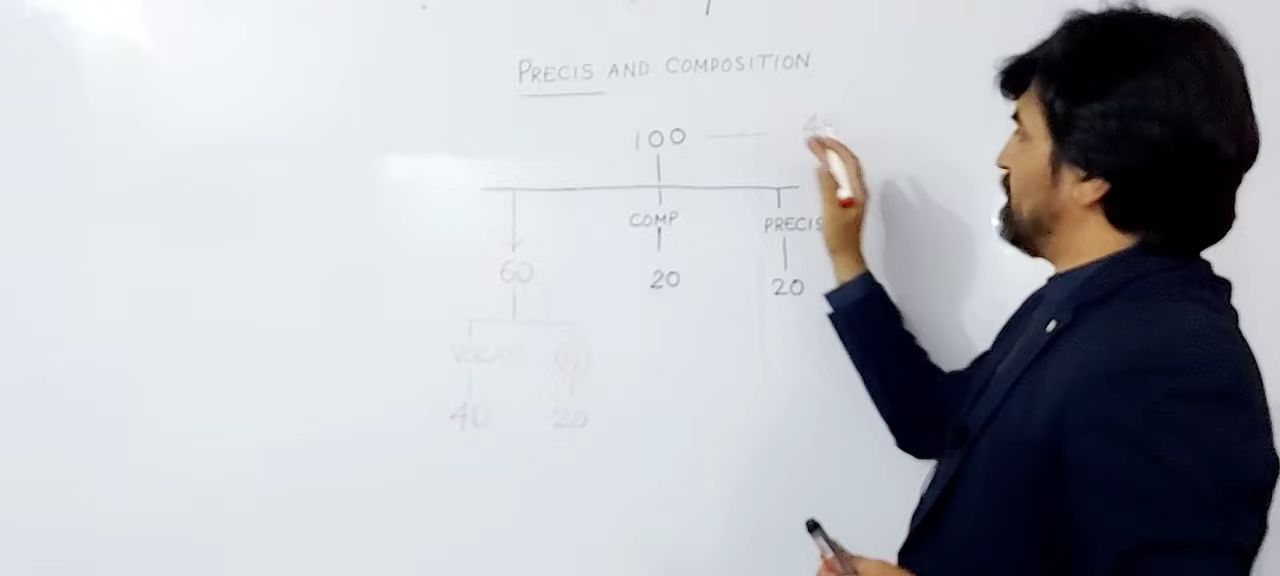 PRECIS AND COMPOSITION
100
COMP PRECIS
60 20 20
40 20